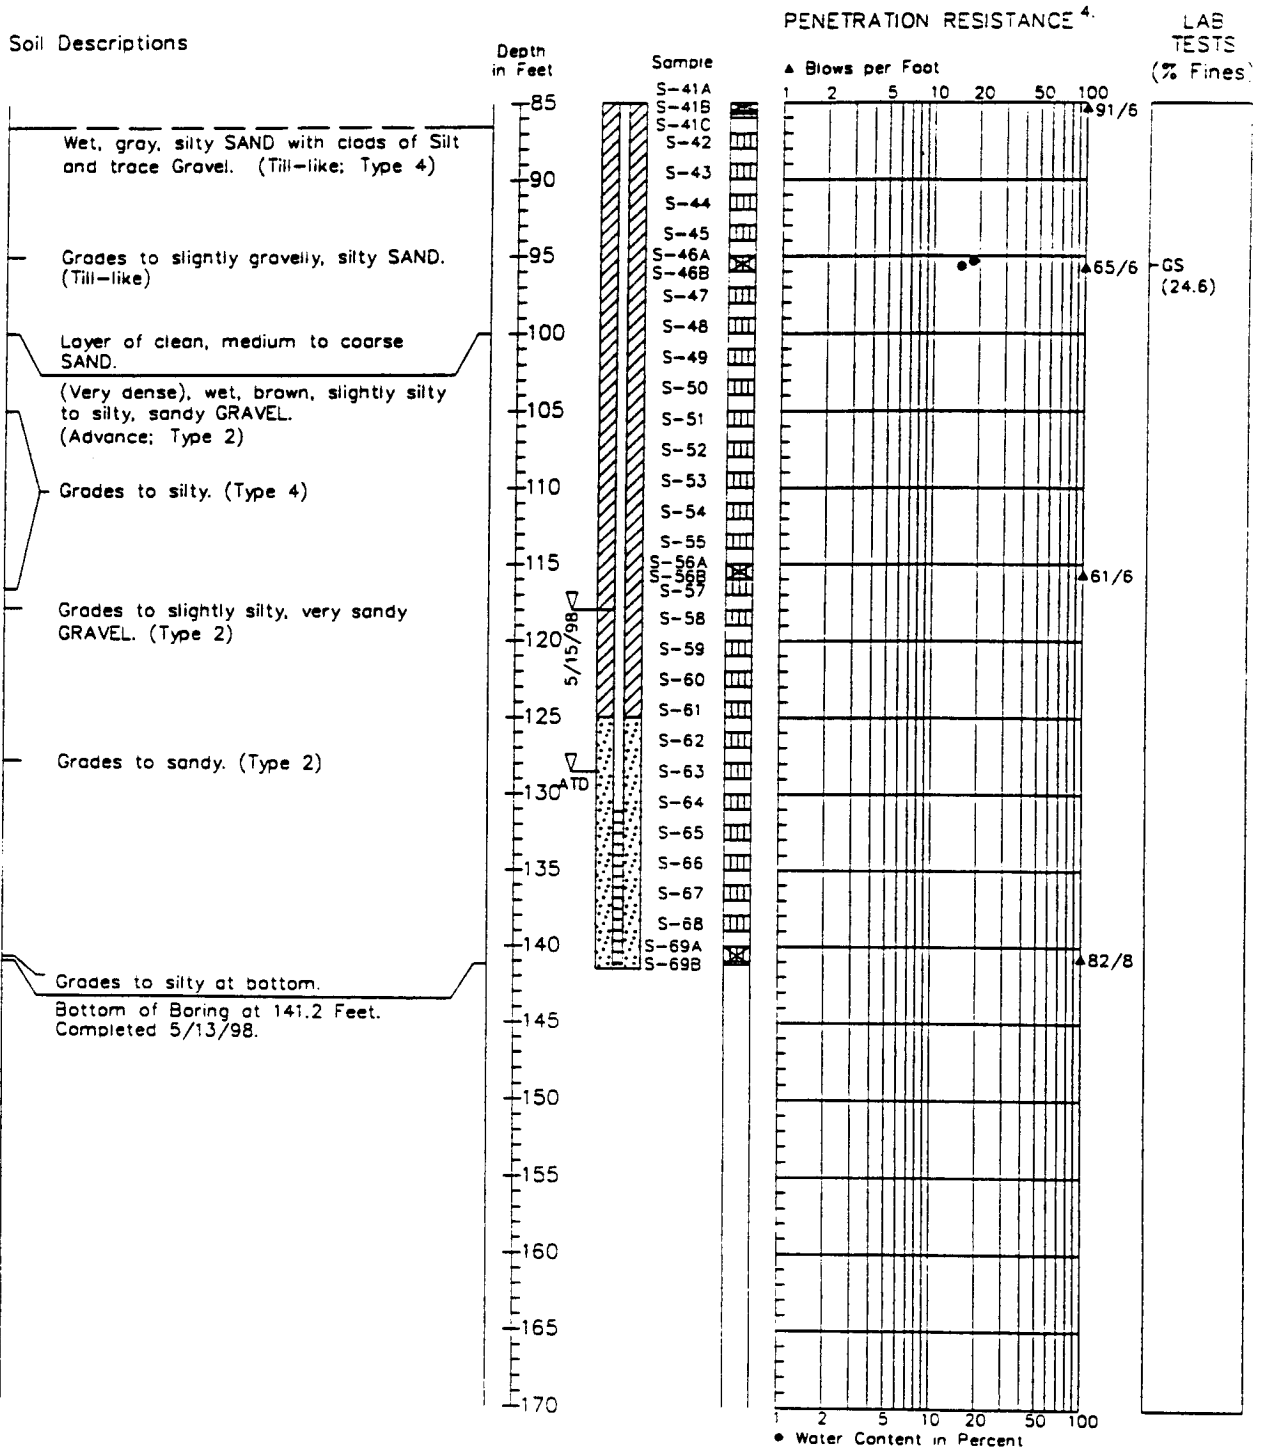 PENETRATION RESISTANCE 4.
LAB
TESTS
(% Fines)
Soil Descriptions
Depth
in Feet
Sample
▲ Blows per Foot
1 2 5 10 20 50 100
Wet, gray, silty SAND with clods of Silt
and trace Gravel. (Till-like; Type 4)
Grades to slightly gravelly, silty SAND.
(Till-like)
Layer of clean, medium to coarse
SAND.
(Very dense), wet, brown, slightly silty
to silty, sandy GRAVEL.
(Advance; Type 2)
Grades to silty. (Type 4)
Grades to slightly silty, very sandy
GRAVEL. (Type 2)
Grades to sandy. (Type 2)
Grades to silty at bottom.
Bottom of Boring at 141.2 Feet.
Completed 5/13/98.
85
90
95
100
105
110
115
120
125
130
135
140
145
150
155
160
165
170
5/15/98
ATD
S-41A
S-41B
S-41C
S-42
S-43
S-44
S-45
S-46A
S-46B
S-47
S-48
S-49
S-50
S-51
S-52
S-53
S-54
S-55
S-56A
S-56B
S-57
S-58
S-59
S-60
S-61
S-62
S-63
S-64
S-65
S-66
S-67
S-68
S-69A
S-69B
91/6
65/6
61/6
82/8
GS
(24.6)
1 2 5 10 20 50 100
● Water Content in Percent